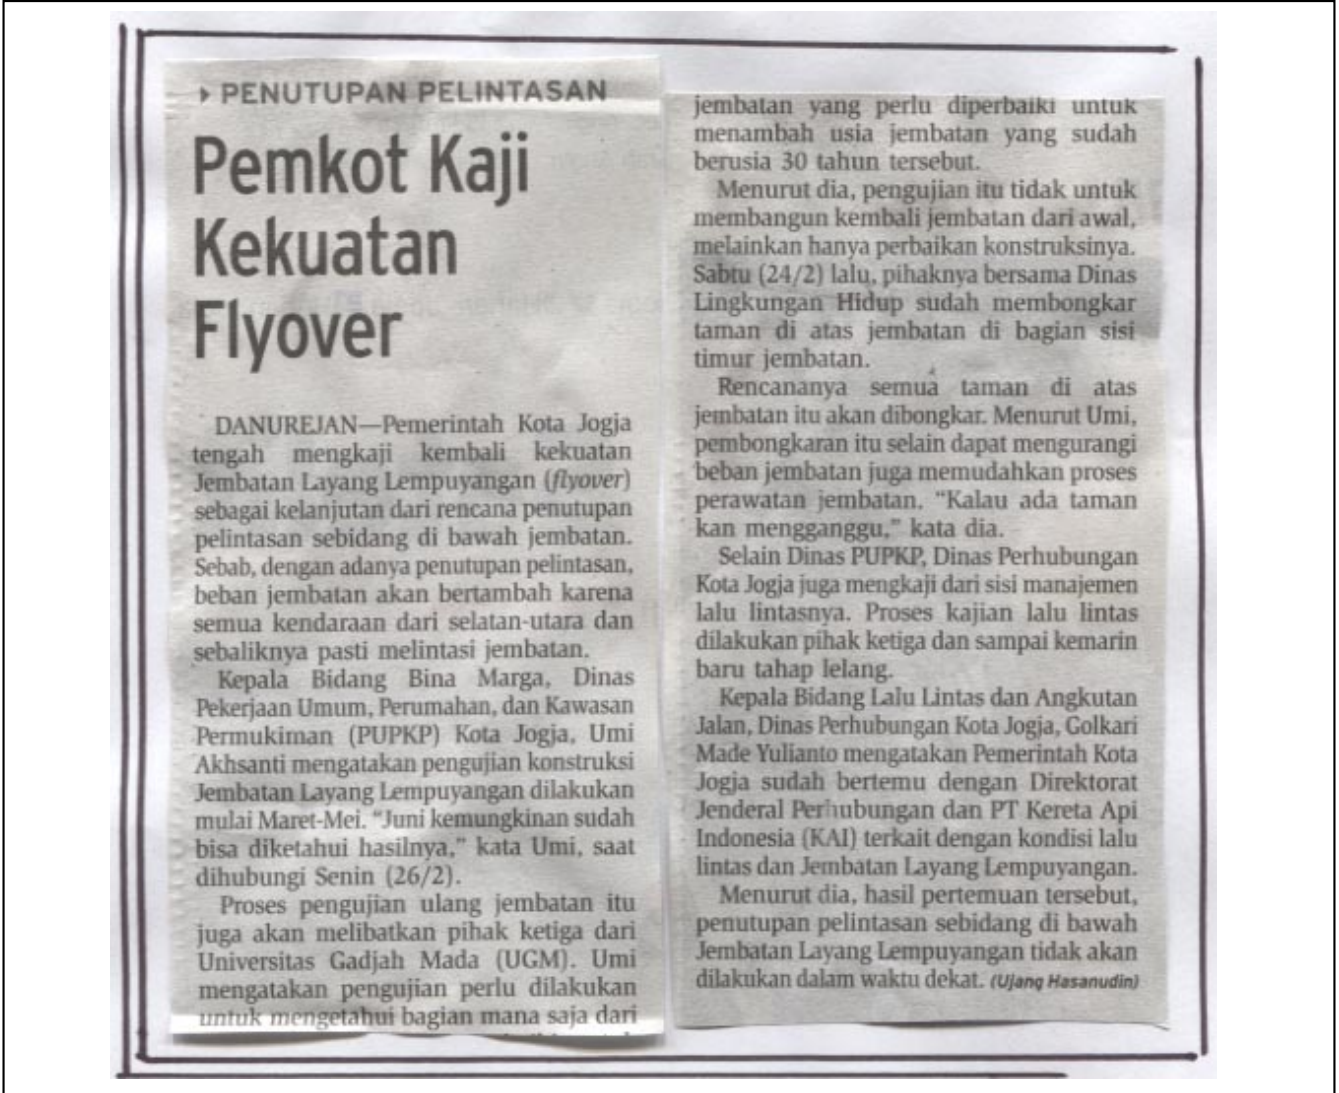 PENUTUPAN PELINTASAN
Pemkot Kaji
Kekuatan
Flyover
DANUREJAN—Pemerintah Kota Jogja
tengah mengkaji kembali kekuatan
Jembatan Layang Lempuyangan (flyover)
sebagai kelanjutan dari rencana penutupan
pelintasan sebidang di bawah jembatan.
Sebab, dengan adanya penutupan pelintasan,
beban jembatan akan bertambah karena
semua kendaraan dari selatan-utara dan
sebaliknya pasti melintasi jembatan.
Kepala Bidang Bina Marga, Dinas
Pekerjaan Umum, Perumahan, dan Kawasan
Permukiman (PUPKP) Kota Jogja, Umi
Akhsanti mengatakan pengujian konstruksi
Jembatan Layang Lempuyangan dilakukan
mulai Maret-Mei. “Juni kemungkinan sudah
bisa diketahui hasilnya,” kata Umi, saat
dihubungi Senin (26/2).
Proses pengujian ulang jembatan itu
juga akan melibatkan pihak ketiga dari
Universitas Gadjah Mada (UGM). Umi
mengatakan pengujian perlu dilakukan
untuk mengetahui bagian mana saja dari
jembatan yang perlu diperbaiki untuk
menambah usia jembatan yang sudah
berusia 30 tahun tersebut.
Menurut dia, pengujian itu tidak untuk
membangun kembali jembatan dari awal,
melainkan hanya perbaikan konstruksinya.
Sabtu (24/2) lalu, pihaknya bersama Dinas
Lingkungan Hidup sudah membongkar
taman di atas jembatan di bagian sisi
timur jembatan.
Rencananya semua taman di atas
jembatan itu akan dibongkar. Menurut Umi,
pembongkaran itu selain dapat mengurangi
beban jembatan juga memudahkan proses
perawatan jembatan. “Kalau ada taman
kan mengganggu,” kata dia.
Selain Dinas PUPKP, Dinas Perhubungan
Kota Jogja juga mengkaji dari sisi manajemen
lalu lintasnya. Proses kajian lalu lintas
dilakukan pihak ketiga dan sampai kemarin
baru tahap lelang.
Kepala Bidang Lalu Lintas dan Angkutan
Jalan, Dinas Perhubungan Kota Jogja, Golkari
Made Yulianto mengatakan Pemerintah Kota
Jogja sudah bertemu dengan Direktorat
Jenderal Perhubungan dan PT Kereta Api
Indonesia (KAI) terkait dengan kondisi lalu
lintas dan Jembatan Layang Lempuyangan.
Menurut dia, hasil pertemuan tersebut,
penutupan pelintasan sebidang di bawah
Jembatan Layang Lempuyangan tidak akan
dilakukan dalam waktu dekat. (Ujang Hasanudin)